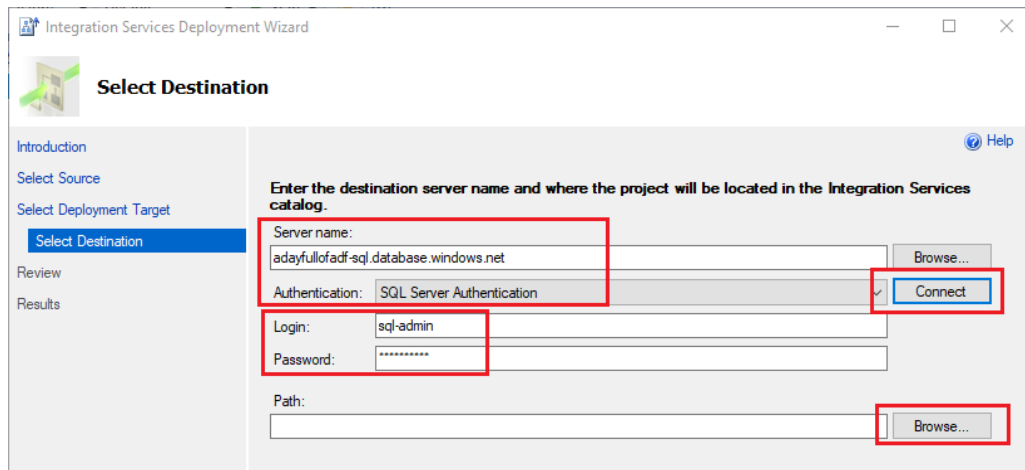 Integration Services Deployment Wizard
Select Destination
Help
Introduction
Select Source
Select Deployment Target
Select Destination
Review
Results
Enter the destination server name and where the project will be located in the Integration Services
catalog.
Server name:
adayfullofadf-sql.database.windows.net
Browse...
Authentication:
SQL Server Authentication
Connect
Login:
sql-admin
Password:
**********
Path:
Browse...